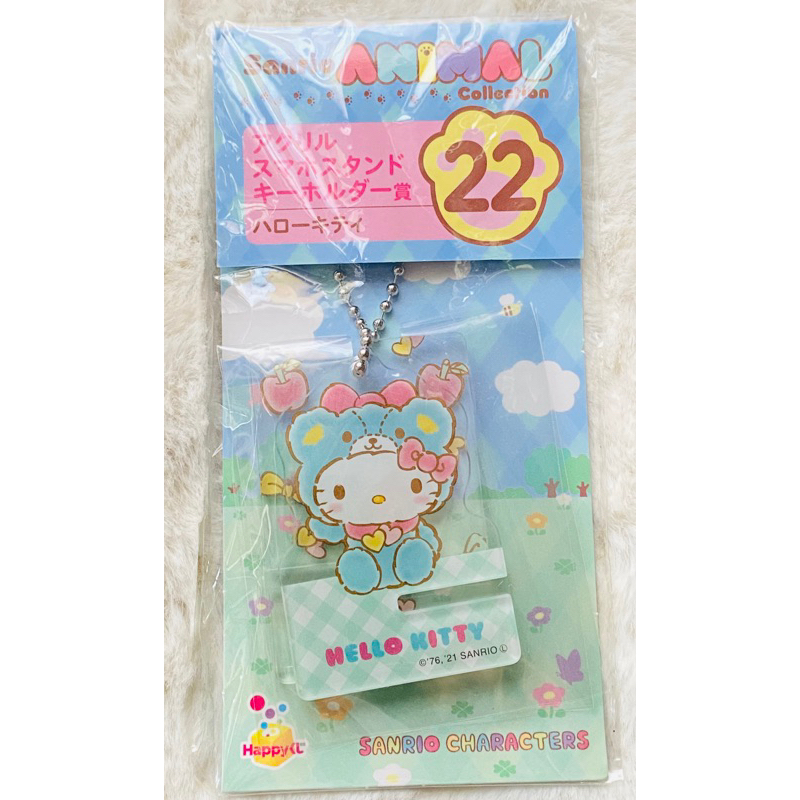 Sanrio ANIMAL
Collection
アクリル
スマホスタンド
キーホルダー賞
ハローキティ
22
HELLO KITTY
©'76, '21 SANRIO Ⓛ
Happyくじ
SANRIO CHARACTERS